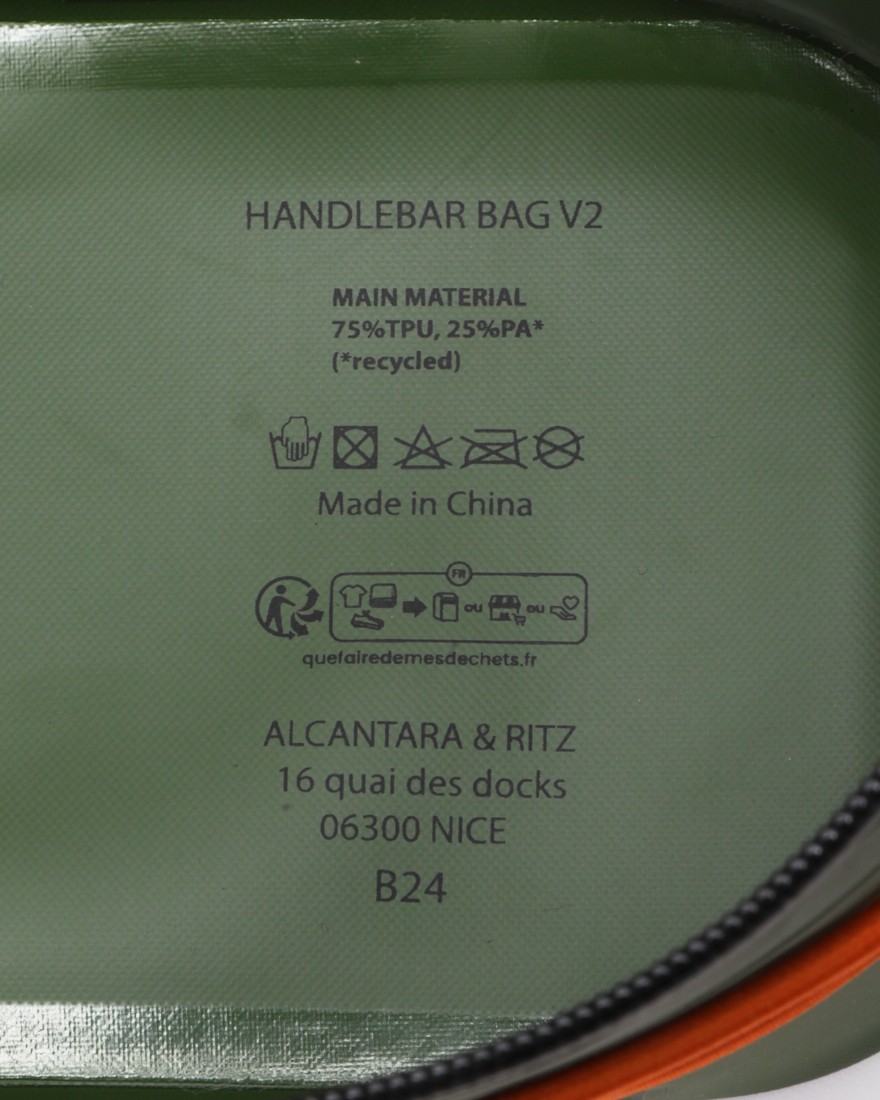 HANDLEBAR BAG V2
MAIN MATERIAL
75%TPU, 25%PA*
(*recycled)
Made in China
FR
OU OU
quefairedemesdechets.fr
ALCANTARA & RITZ
16 quai des docks
06300 NICE
B24